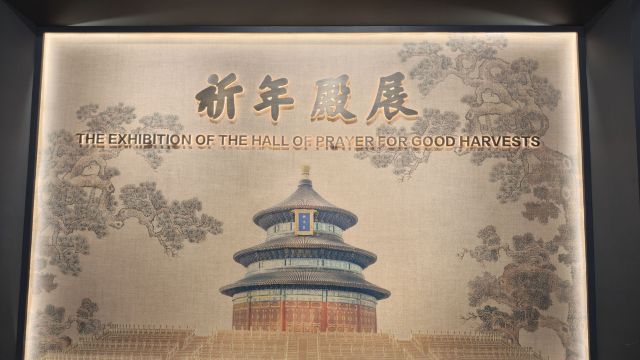 祈年殿展
THE EXHIBITION OF THE HALL OF PRAYER FOR GOOD HARVESTS